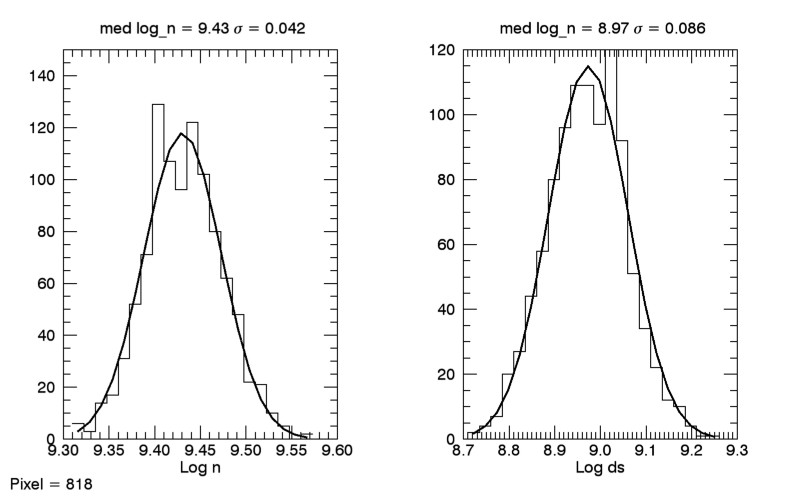 med log_n = 9.43 σ = 0.042
140
120
100
80
60
40
20
0
9.30 9.35 9.40 9.45 9.50 9.55 9.60
Log n
med log_n = 8.97 σ = 0.086
120
100
80
60
40
20
0
8.7 8.8 8.9 9.0 9.1 9.2 9.3
Log ds
Pixel = 818